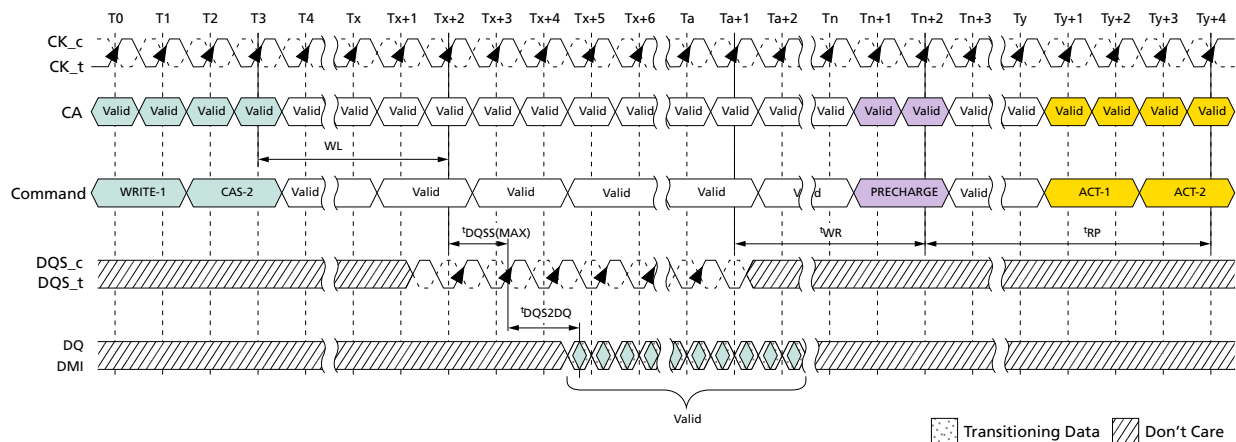 T0 T1 T2 T3 T4 Tx Tx+1 Tx+2 Tx+3 Tx+4 Tx+5 Tx+6 Ta Ta+1 Ta+2 Tn Tn+1 Tn+2 Tn+3 Ty Ty+1 Ty+2 Ty+3 Ty+4
CK_c
CK_t
CA Valid Valid Valid Valid Valid Valid Valid Valid Valid Valid Valid Valid Valid Valid Valid Valid Valid Valid Valid Valid Valid Valid Valid Valid
WL
Command WRITE-1 CAS-2 Valid Valid Valid Valid Valid Valid PRECHARGE Valid ACT-1 ACT-2
tDQSS(MAX) tWR tRP
DQS_c
DQS_t
tDQS2DQ
DQ
DMI
Valid
Transitioning Data Don't Care